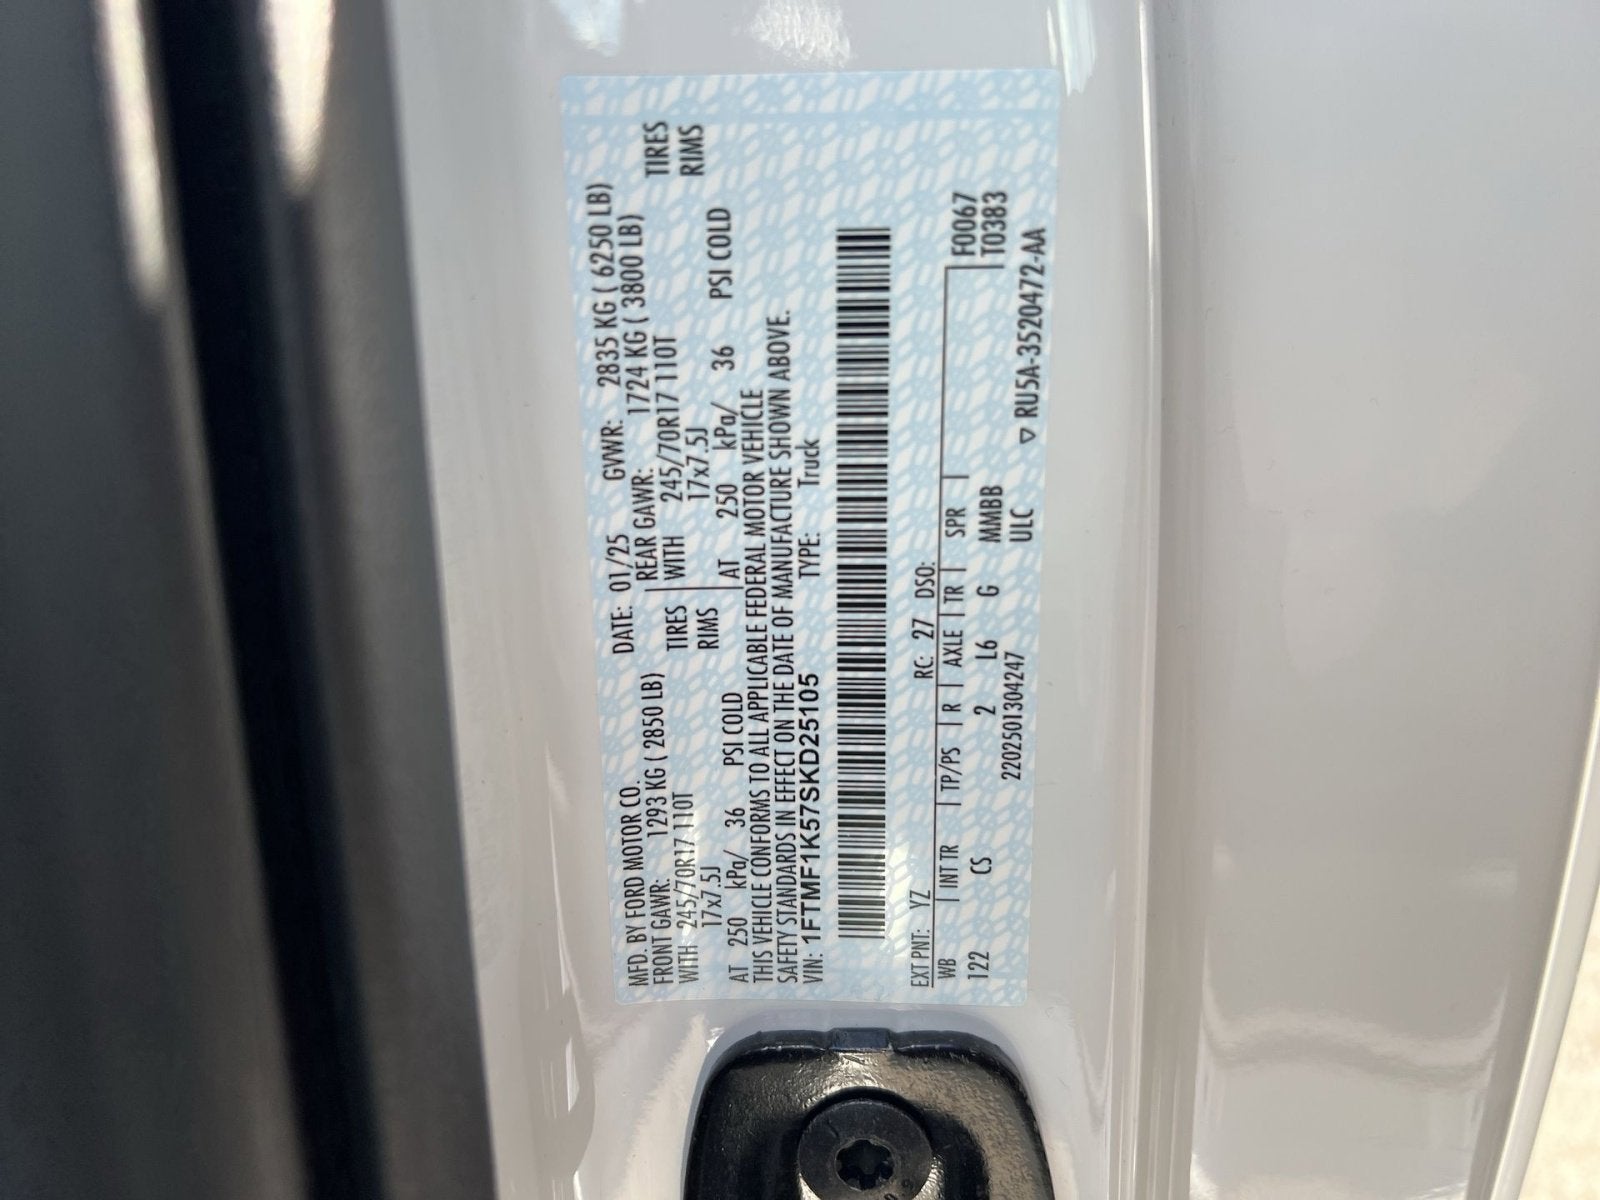 MFD. BY FORD MOTOR CO.
DATE: 01/25 GVWR: 2835 KG ( 6250 LB)
FRONT GAWR: 1293 KG ( 2850 LB) REAR GAWR: 1724 KG ( 3800 LB)
WITH 245/70R17 110T TIRES WITH 245/70R17 110T TIRES
17x7.5J RIMS 17x7.5J RIMS
AT 250 kPa/ 36 PSI COLD AT 250 kPa/ 36 PSI COLD
THIS VEHICLE CONFORMS TO ALL APPLICABLE FEDERAL MOTOR VEHICLE
SAFETY STANDARDS IN EFFECT ON THE DATE OF MANUFACTURE SHOWN ABOVE.
VIN: 1FTMF1K57SKD25105 TYPE: Truck
EXT PNT: YZ RC: 27 DSO:
WB INT TR TP/PS R AXLE TR SPR F0067
122 CS 2 L6 G MMBB T0383
2202501304247 ULC ▽ RU5A-3520472-AA